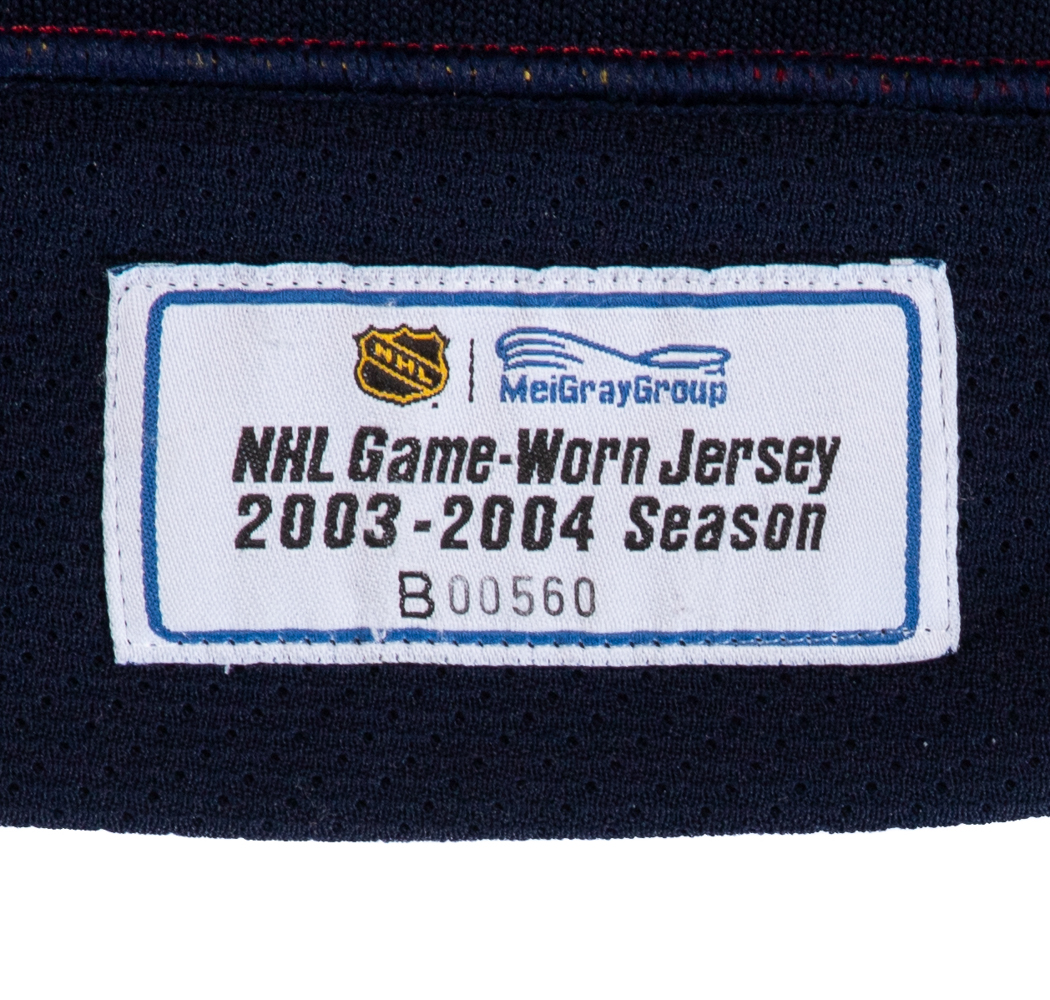 NHL
MeiGrayGroup
NHL Game-Worn Jersey
2003-2004 Season
B00560